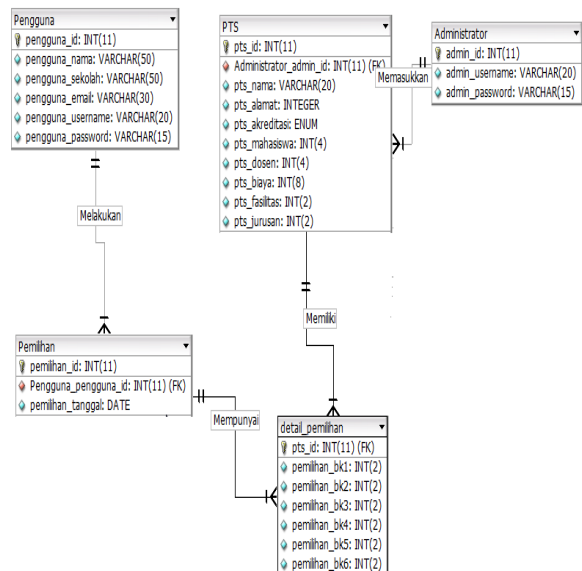 Pengguna
pengguna_id: INT(11)
pengguna_nama: VARCHAR(50)
pengguna_sekolah: VARCHAR(50)
pengguna_email: VARCHAR(30)
pengguna_username: VARCHAR(20)
pengguna_password: VARCHAR(15)
PTS
pts_id: INT(11)
Administrator_admin_id: INT(11) (FK)
pts_nama: VARCHAR(20)
pts_alamat: INTEGER
pts_akreditasi: ENUM
pts_mahasiswa: INT(4)
pts_dosen: INT(4)
pts_biaya: INT(8)
pts_fasilitas: INT(2)
pts_jurusan: INT(2)
Memasukkan
Administrator
admin_id: INT(11)
admin_username: VARCHAR(20)
admin_password: VARCHAR(15)
Melakukan
Memiliki
Pemilihan
pemilihan_id: INT(11)
Pengguna_pengguna_id: INT(11) (FK)
pemilihan_tanggal: DATE
Mempunyai
detail_pemilihan
pts_id: INT(11) (FK)
pemilihan_bk1: INT(2)
pemilihan_bk2: INT(2)
pemilihan_bk3: INT(2)
pemilihan_bk4: INT(2)
pemilihan_bk5: INT(2)
pemilihan_bk6: INT(2)